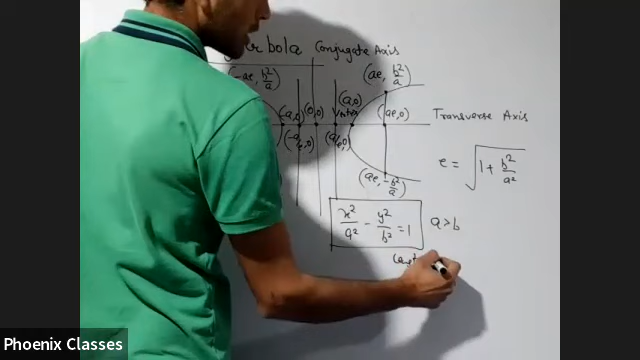 Conjugate Axis
(-ae, b²/a)
(ae, b²/a)
(-a,0) (0,0) (a,0) Vertex (ae,0) Transverse Axis
(-a/e,0) (a/e,0)
e = √(1 + b²/a²)
(ae, -b²/a)
x²/a² - y²/b² = 1 a>b
Phoenix Classes